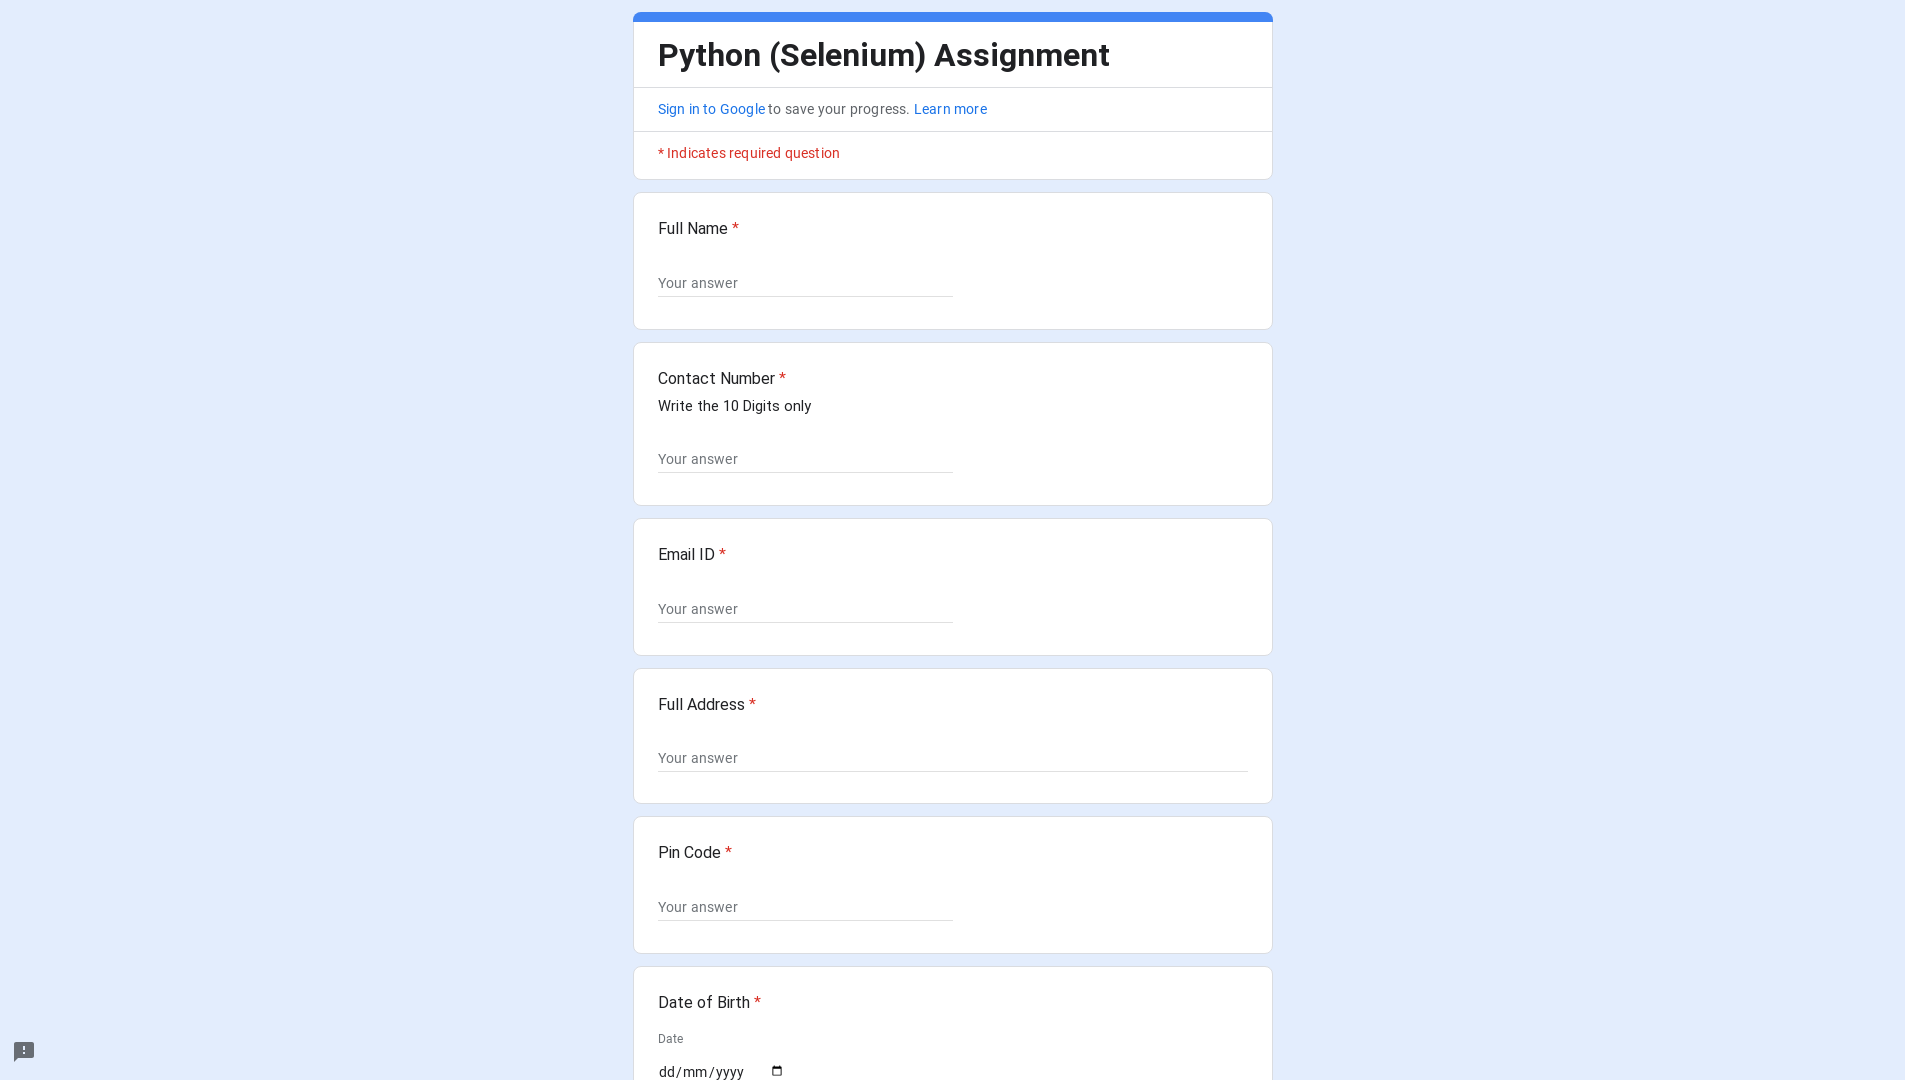 Python (Selenium) Assignment
Sign in to Google to save your progress. Learn more
* Indicates required question
Full Name *
Your answer
Contact Number *
Write the 10 Digits only
Your answer
Email ID *
Your answer
Full Address *
Your answer
Pin Code *
Your answer
Date of Birth *
Date
dd/mm/yyyy